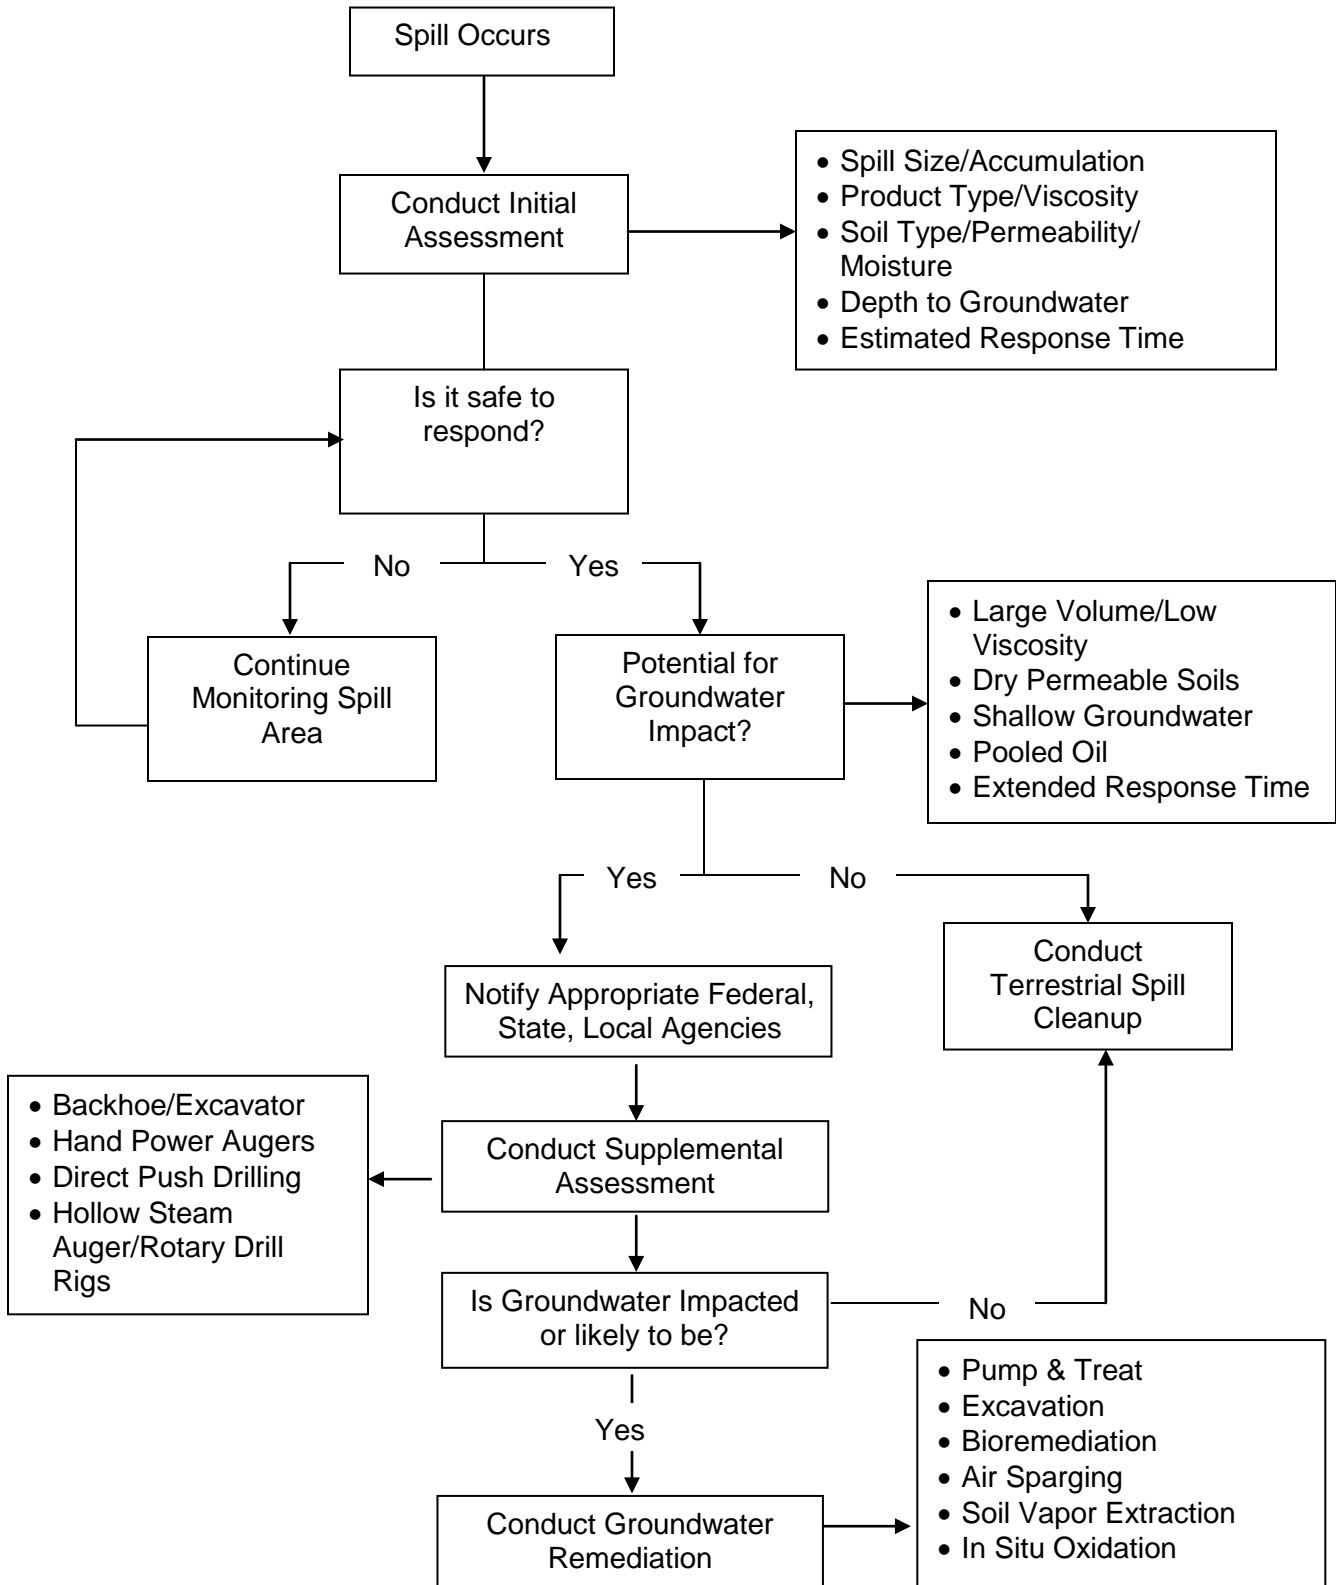 Spill Occurs
Conduct Initial
Assessment
• Spill Size/Accumulation
• Product Type/Viscosity
• Soil Type/Permeability/
Moisture
• Depth to Groundwater
• Estimated Response Time
Is it safe to
respond?
No
Yes
Continue
Monitoring Spill
Area
Potential for
Groundwater
Impact?
• Large Volume/Low
Viscosity
• Dry Permeable Soils
• Shallow Groundwater
• Pooled Oil
• Extended Response Time
Yes
No
Notify Appropriate Federal,
State, Local Agencies
Conduct
Terrestrial Spill
Cleanup
• Backhoe/Excavator
• Hand Power Augers
• Direct Push Drilling
• Hollow Steam
Auger/Rotary Drill
Rigs
Conduct Supplemental
Assessment
Is Groundwater Impacted
or likely to be?
No
Yes
Conduct Groundwater
Remediation
• Pump & Treat
• Excavation
• Bioremediation
• Air Sparging
• Soil Vapor Extraction
• In Situ Oxidation